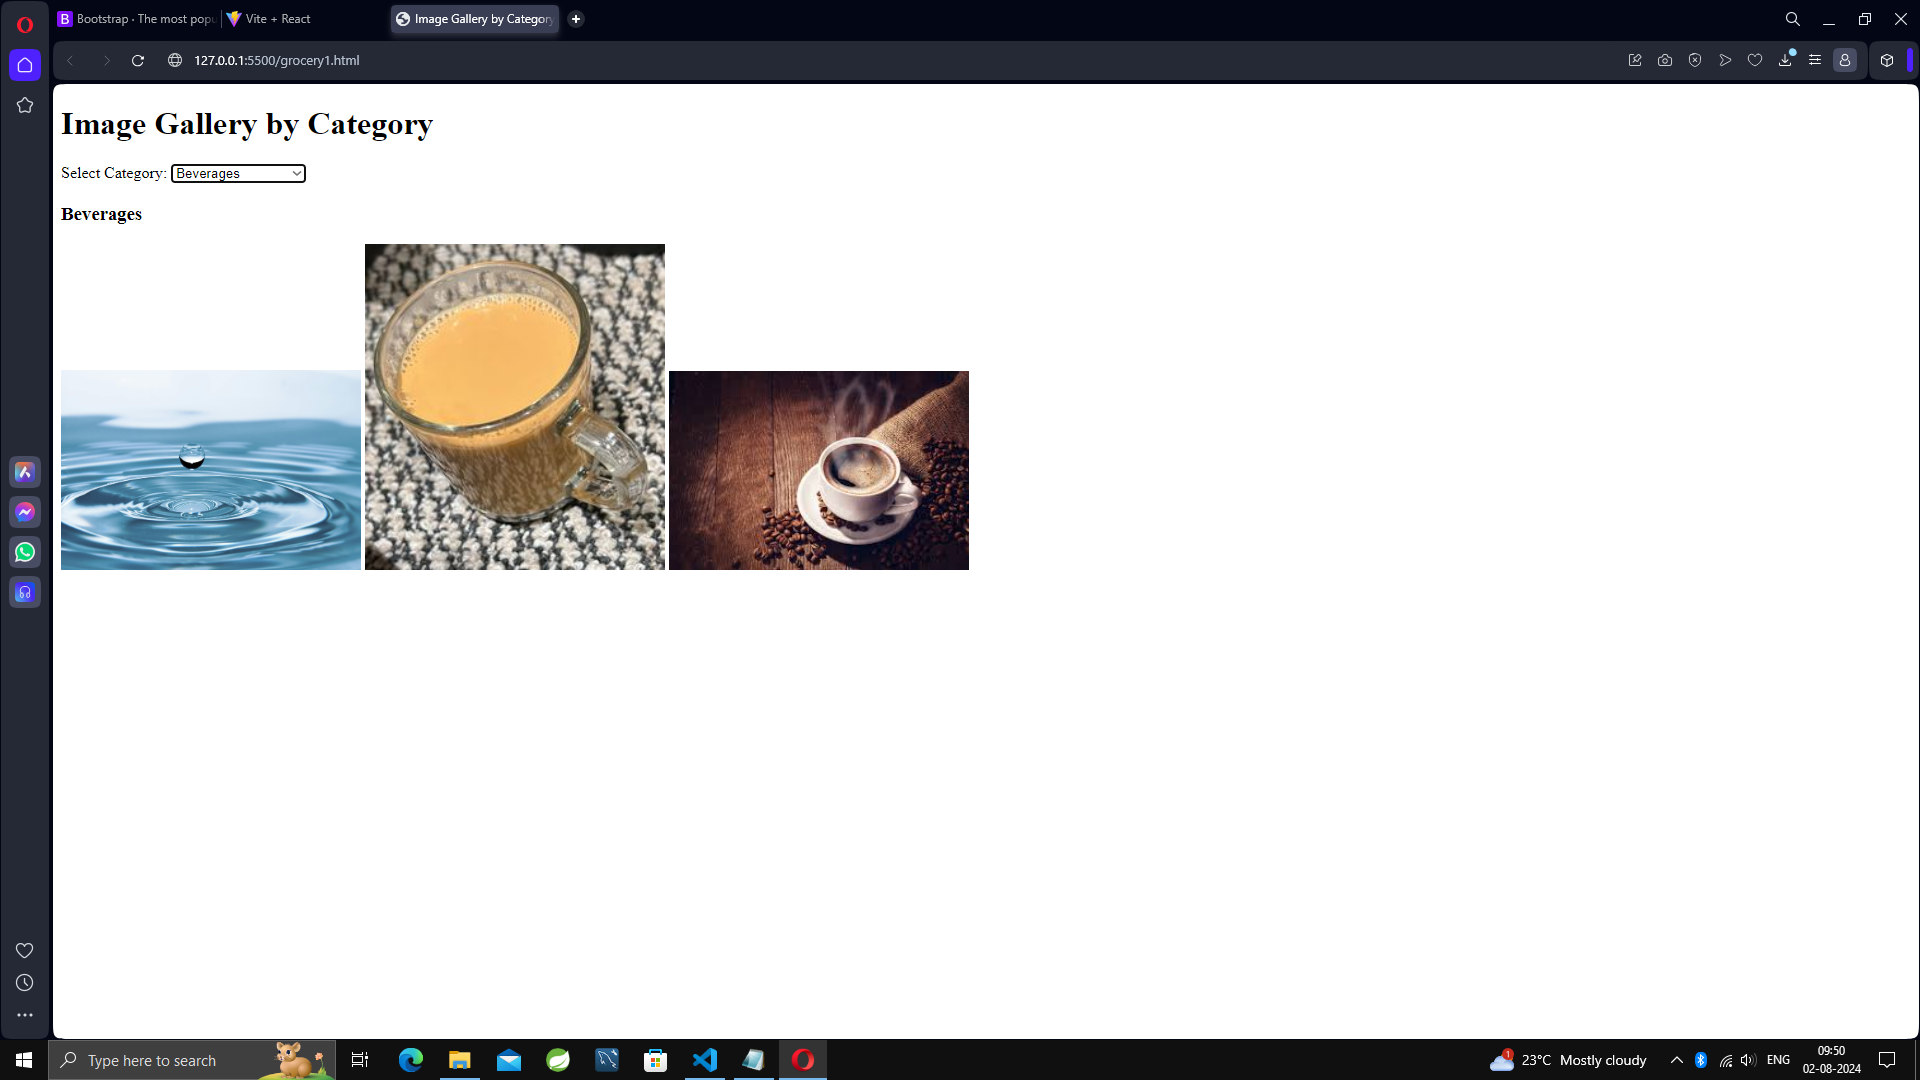 Bootstrap · The most popu
Vite + React
Image Gallery by Category
127.0.0.1:5500/grocery1.html
Image Gallery by Category
Select Category: Beverages
Beverages
Type here to search
1
23°C Mostly cloudy
ENG
09:50
02-08-2024